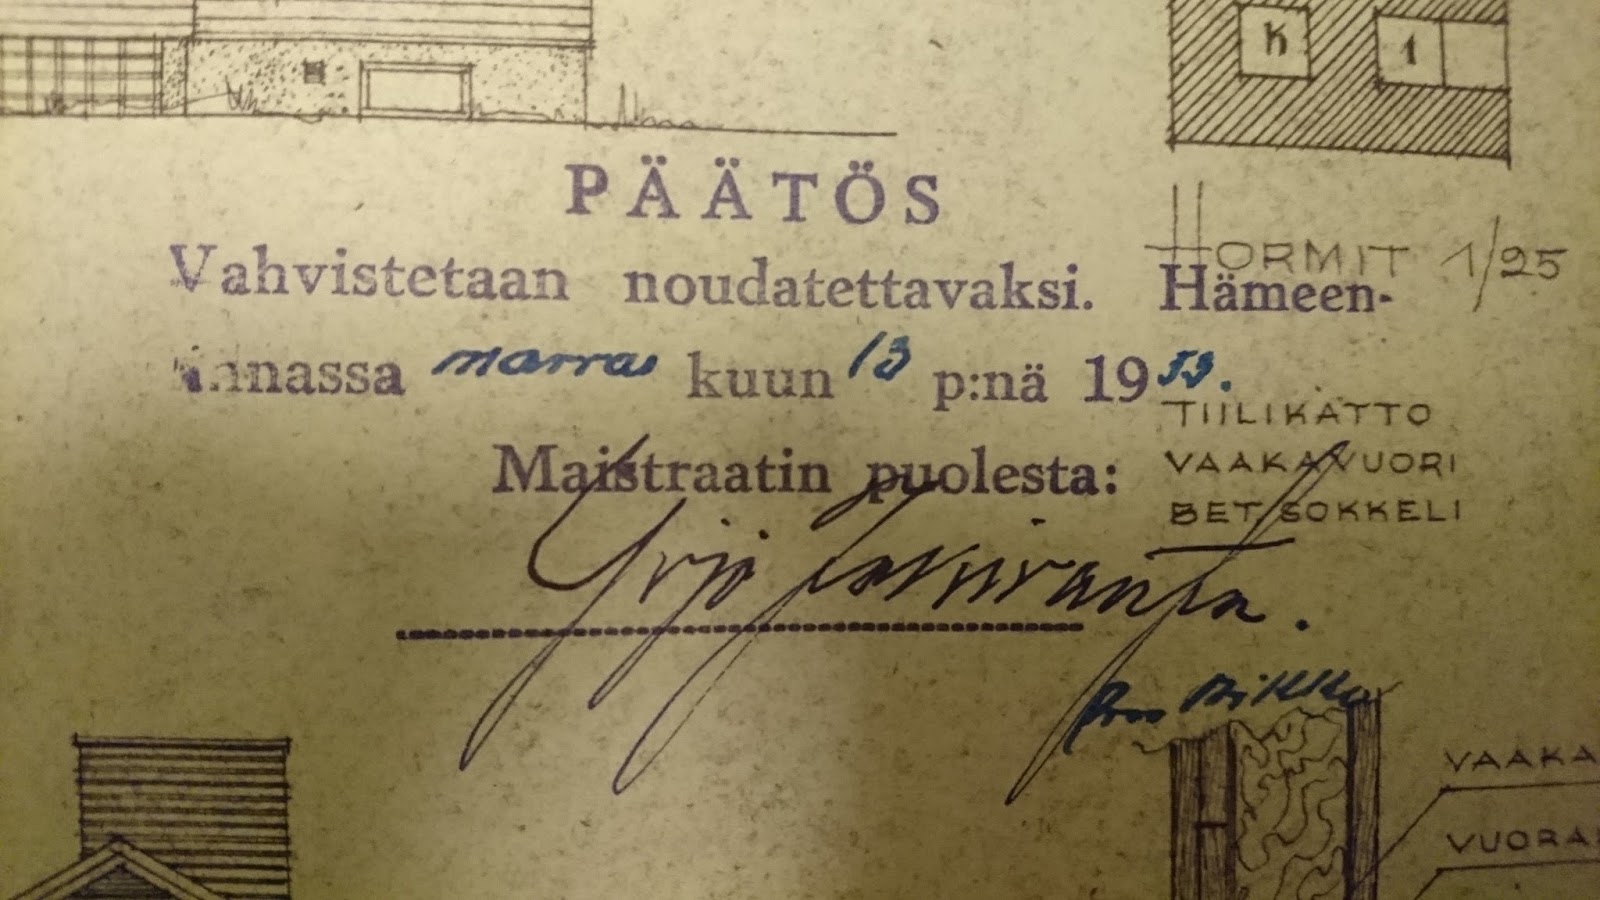 K 1
PÄÄTÖS
HORMIT 1/25
Vahvistetaan noudatettavaksi. Hämeen-
linnassa marras kuun 13 p:nä 1953.
TIILIKATTO
Maistraatin puolesta:
VAAKAVUORI
BET. SOKKELI
Yrjö
VAAKA
VUORA